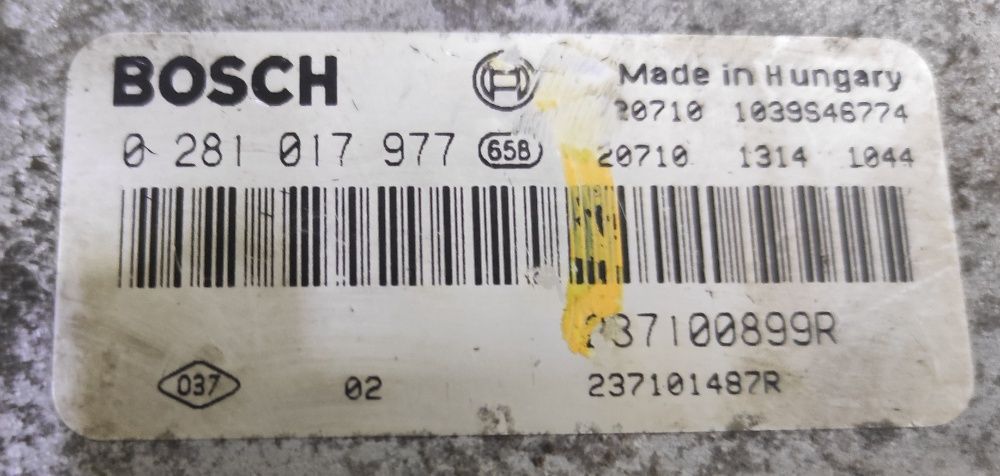 BOSCH
Made in Hungary
20710 1039S46774
0 281 017 977 658
20710 1314 1044
237100899R
037 02 237101487R